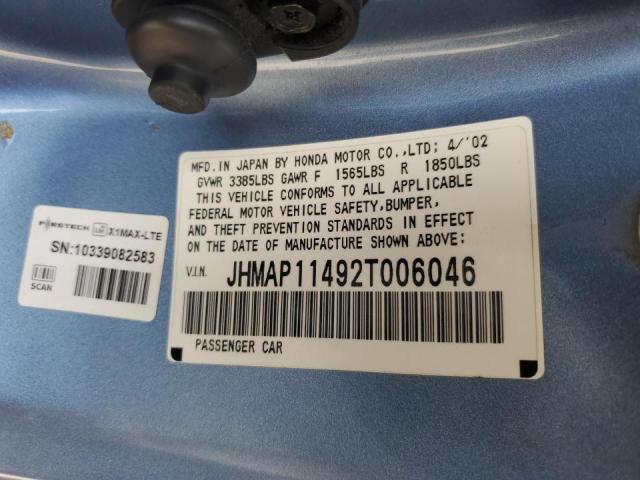 MFD. IN JAPAN BY HONDA MOTOR CO.,LTD; 4/'02
GVWR 3385LBS GAWR F 1565LBS R 1850LBS
THIS VEHICLE CONFORMS TO ALL APPLICABLE
FEDERAL MOTOR VEHICLE SAFETY,BUMPER,
AND THEFT PREVENTION STANDARDS IN EFFECT
ON THE DATE OF MANUFACTURE SHOWN ABOVE:
V.I.N. JHMAP11492T006046
PASSENGER CAR
FIRSTECH X1MAX-LTE
SN:10339082583
SCAN